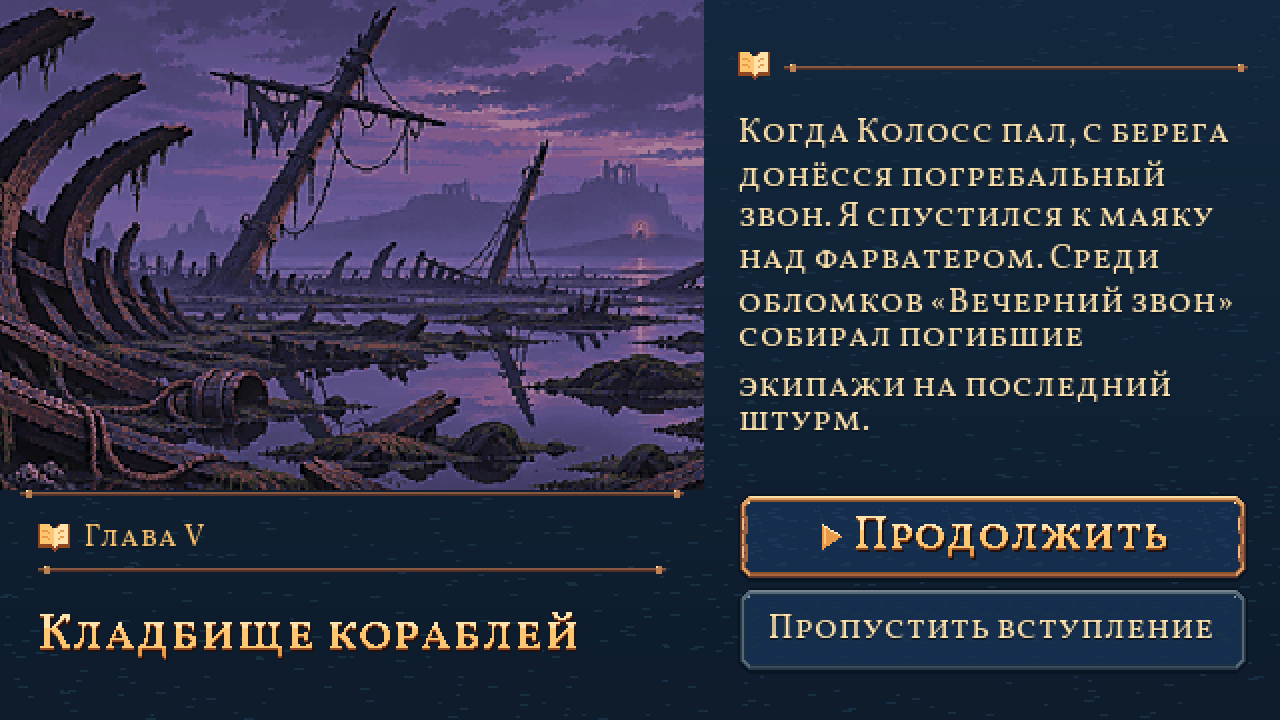 Глава V
Кладбище кораблей
Когда Колосс пал, с берега
донёсся погребальный
звон. Я спустился к маяку
над фарватером. Среди
обломков «Вечерний звон»
собирал погибшие
экипажи на последний
штурм.
Продолжить
Пропустить вступление